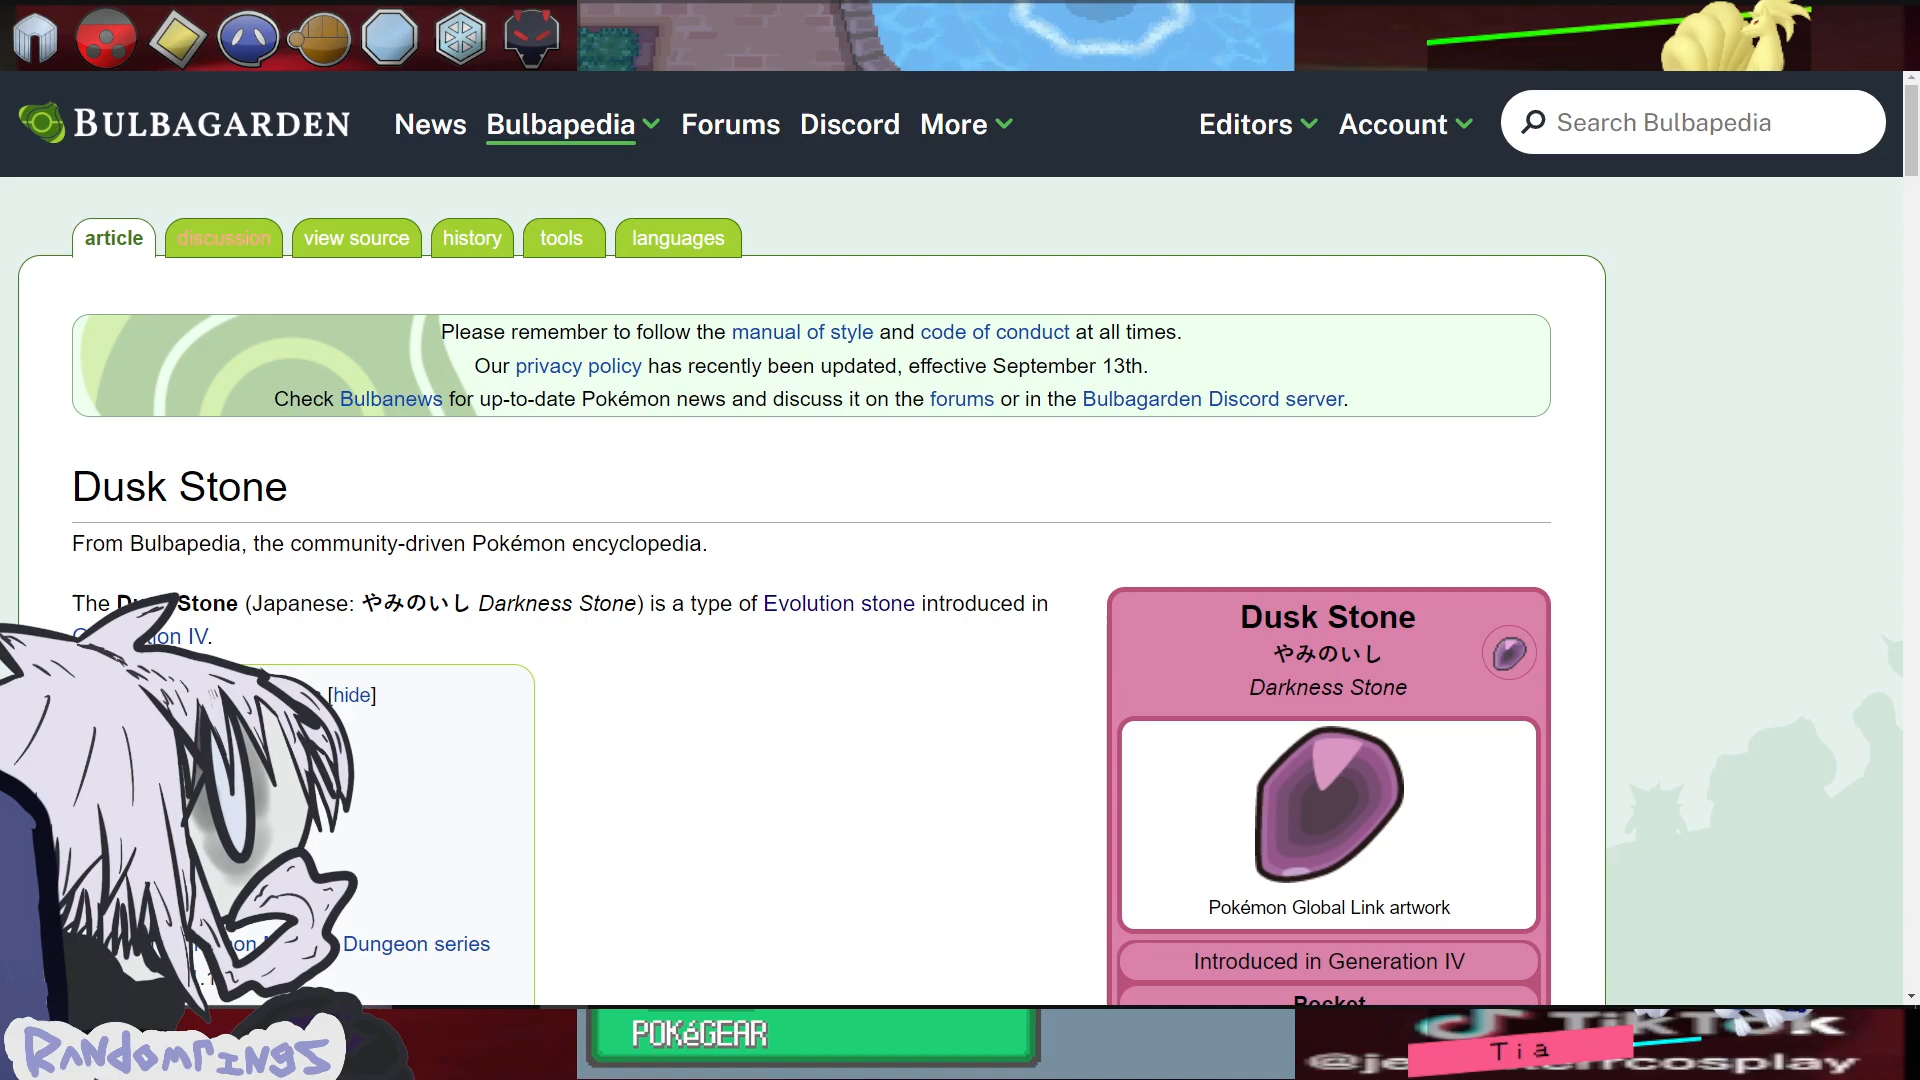 BULBAGARDEN
News Bulbapedia Forums Discord More
Editors Account Search Bulbapedia
article discussion view source history tools languages
Please remember to follow the manual of style and code of conduct at all times.
Our privacy policy has recently been updated, effective September 13th.
Check Bulbanews for up-to-date Pokémon news and discuss it on the forums or in the Bulbagarden Discord server.
Dusk Stone
From Bulbapedia, the community-driven Pokémon encyclopedia.
The Stone (Japanese: やみのいし Darkness Stone) is a type of Evolution stone introduced in
IV.
[hide]
Dungeon series
Dusk Stone
やみのいし
Darkness Stone
Pokémon Global Link artwork
Introduced in Generation IV
Pocket
RANDOMRINGS
POKéGEAR
TikTok
Tia